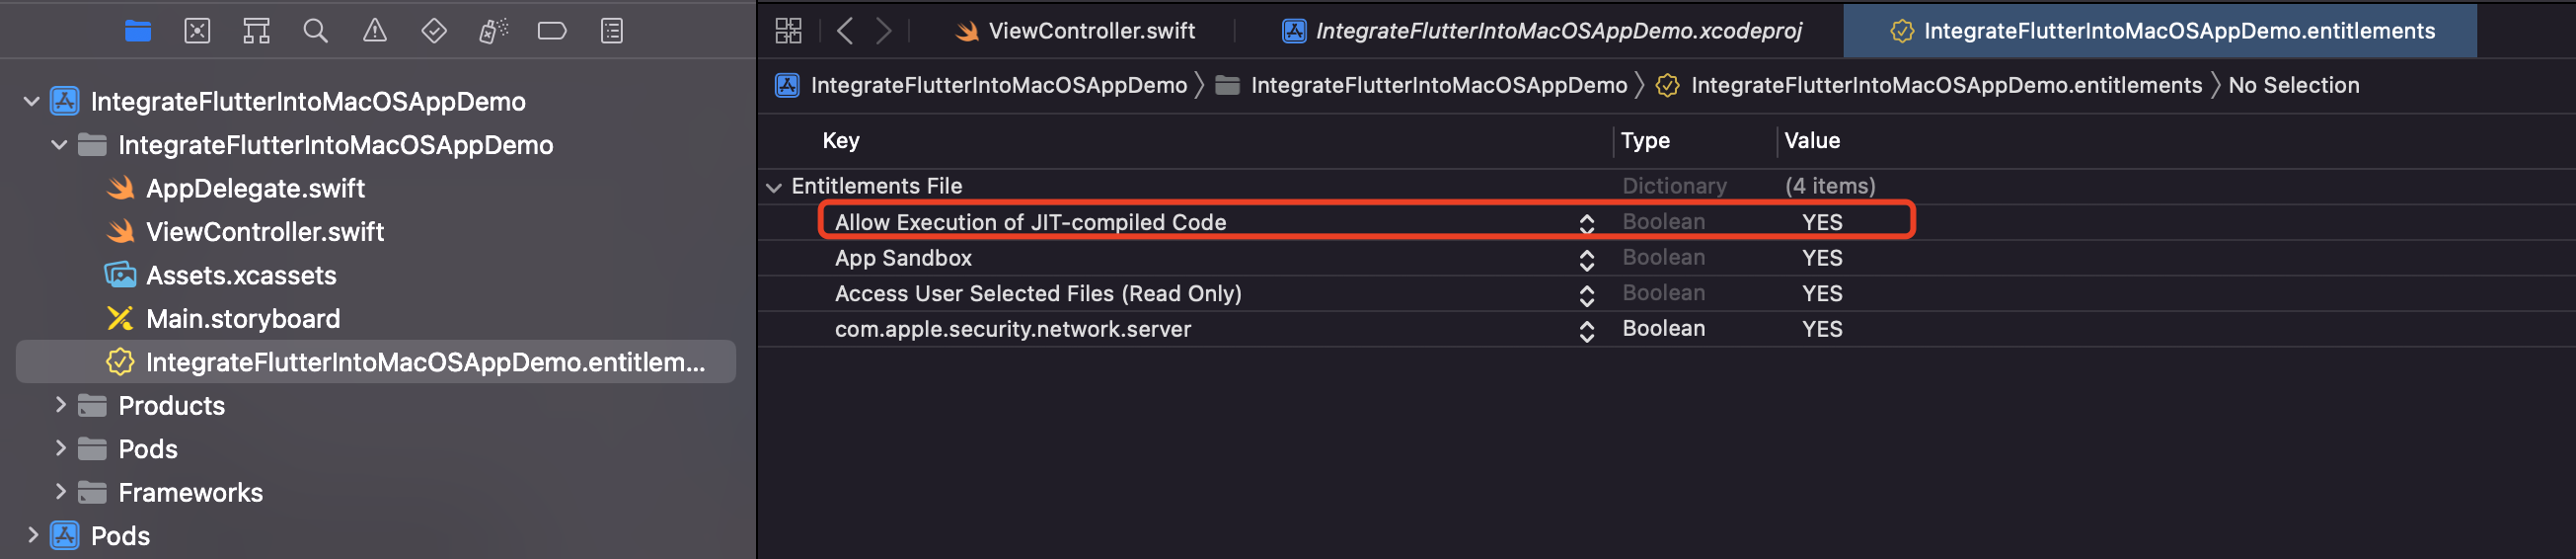 IntegrateFlutterIntoMacOSAppDemo
IntegrateFlutterIntoMacOSAppDemo
AppDelegate.swift
ViewController.swift
Assets.xcassets
Main.storyboard
IntegrateFlutterIntoMacOSAppDemo.entitlem...
Products
Pods
Frameworks
Pods
ViewController.swift IntegrateFlutterIntoMacOSAppDemo.xcodeproj IntegrateFlutterIntoMacOSAppDemo.entitlements
IntegrateFlutterIntoMacOSAppDemo IntegrateFlutterIntoMacOSAppDemo IntegrateFlutterIntoMacOSAppDemo.entitlements No Selection
Key Type Value
Entitlements File Dictionary (4 items)
Allow Execution of JIT-compiled Code Boolean YES
App Sandbox Boolean YES
Access User Selected Files (Read Only) Boolean YES
com.apple.security.network.server Boolean YES